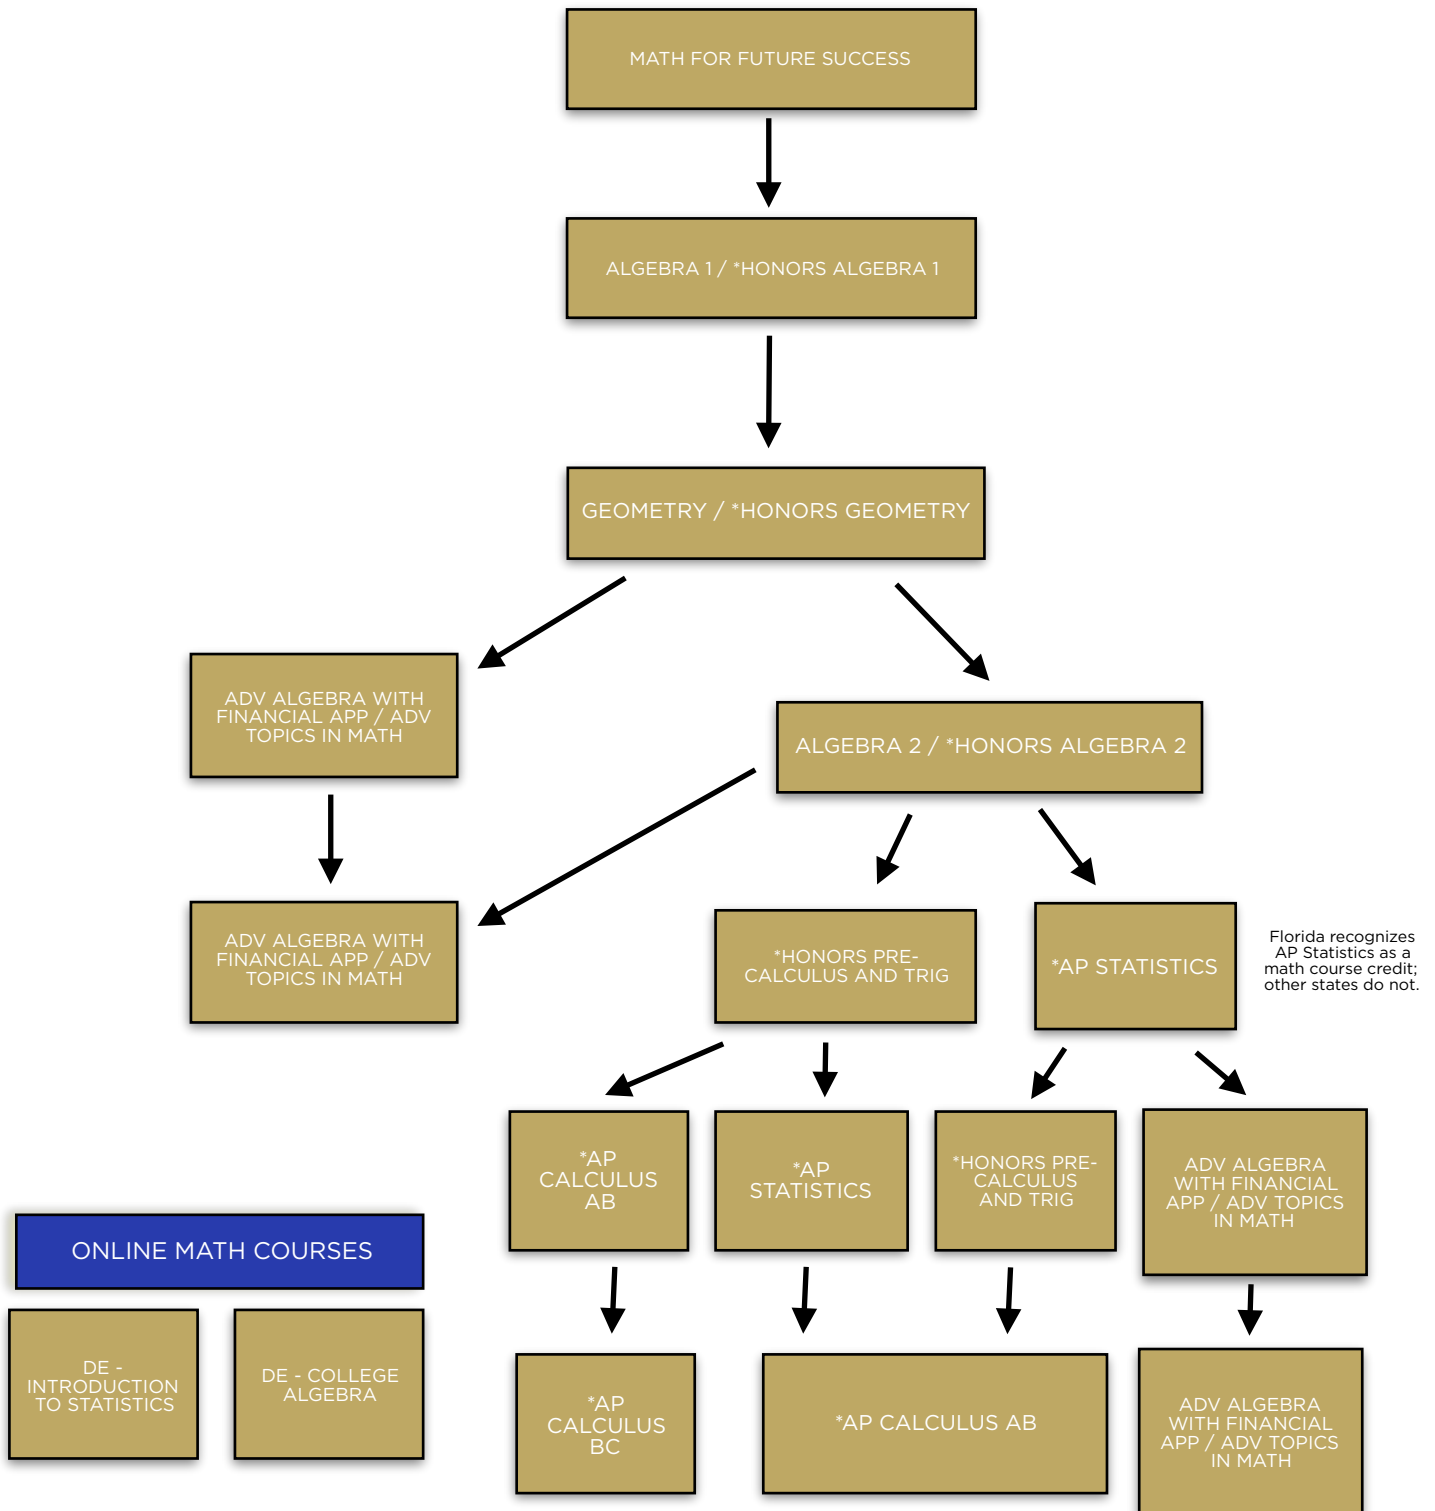 MATH FOR FUTURE SUCCESS
ALGEBRA 1 / *HONORS ALGEBRA 1
GEOMETRY / *HONORS GEOMETRY
ADV ALGEBRA WITH
FINANCIAL APP / ADV
TOPICS IN MATH
ALGEBRA 2 / *HONORS ALGEBRA 2
ADV ALGEBRA WITH
FINANCIAL APP / ADV
TOPICS IN MATH
*HONORS PRE-
CALCULUS AND TRIG
*AP STATISTICS
Florida recognizes
AP Statistics as a
math course credit;
other states do not.
*AP
CALCULUS
AB
*AP
STATISTICS
*HONORS PRE-
CALCULUS
AND TRIG
ADV ALGEBRA
WITH FINANCIAL
APP / ADV TOPICS
IN MATH
ONLINE MATH COURSES
DE -
INTRODUCTION
TO STATISTICS
DE - COLLEGE
ALGEBRA
*AP
CALCULUS
BC
*AP CALCULUS AB
ADV ALGEBRA
WITH FINANCIAL
APP / ADV TOPICS
IN MATH